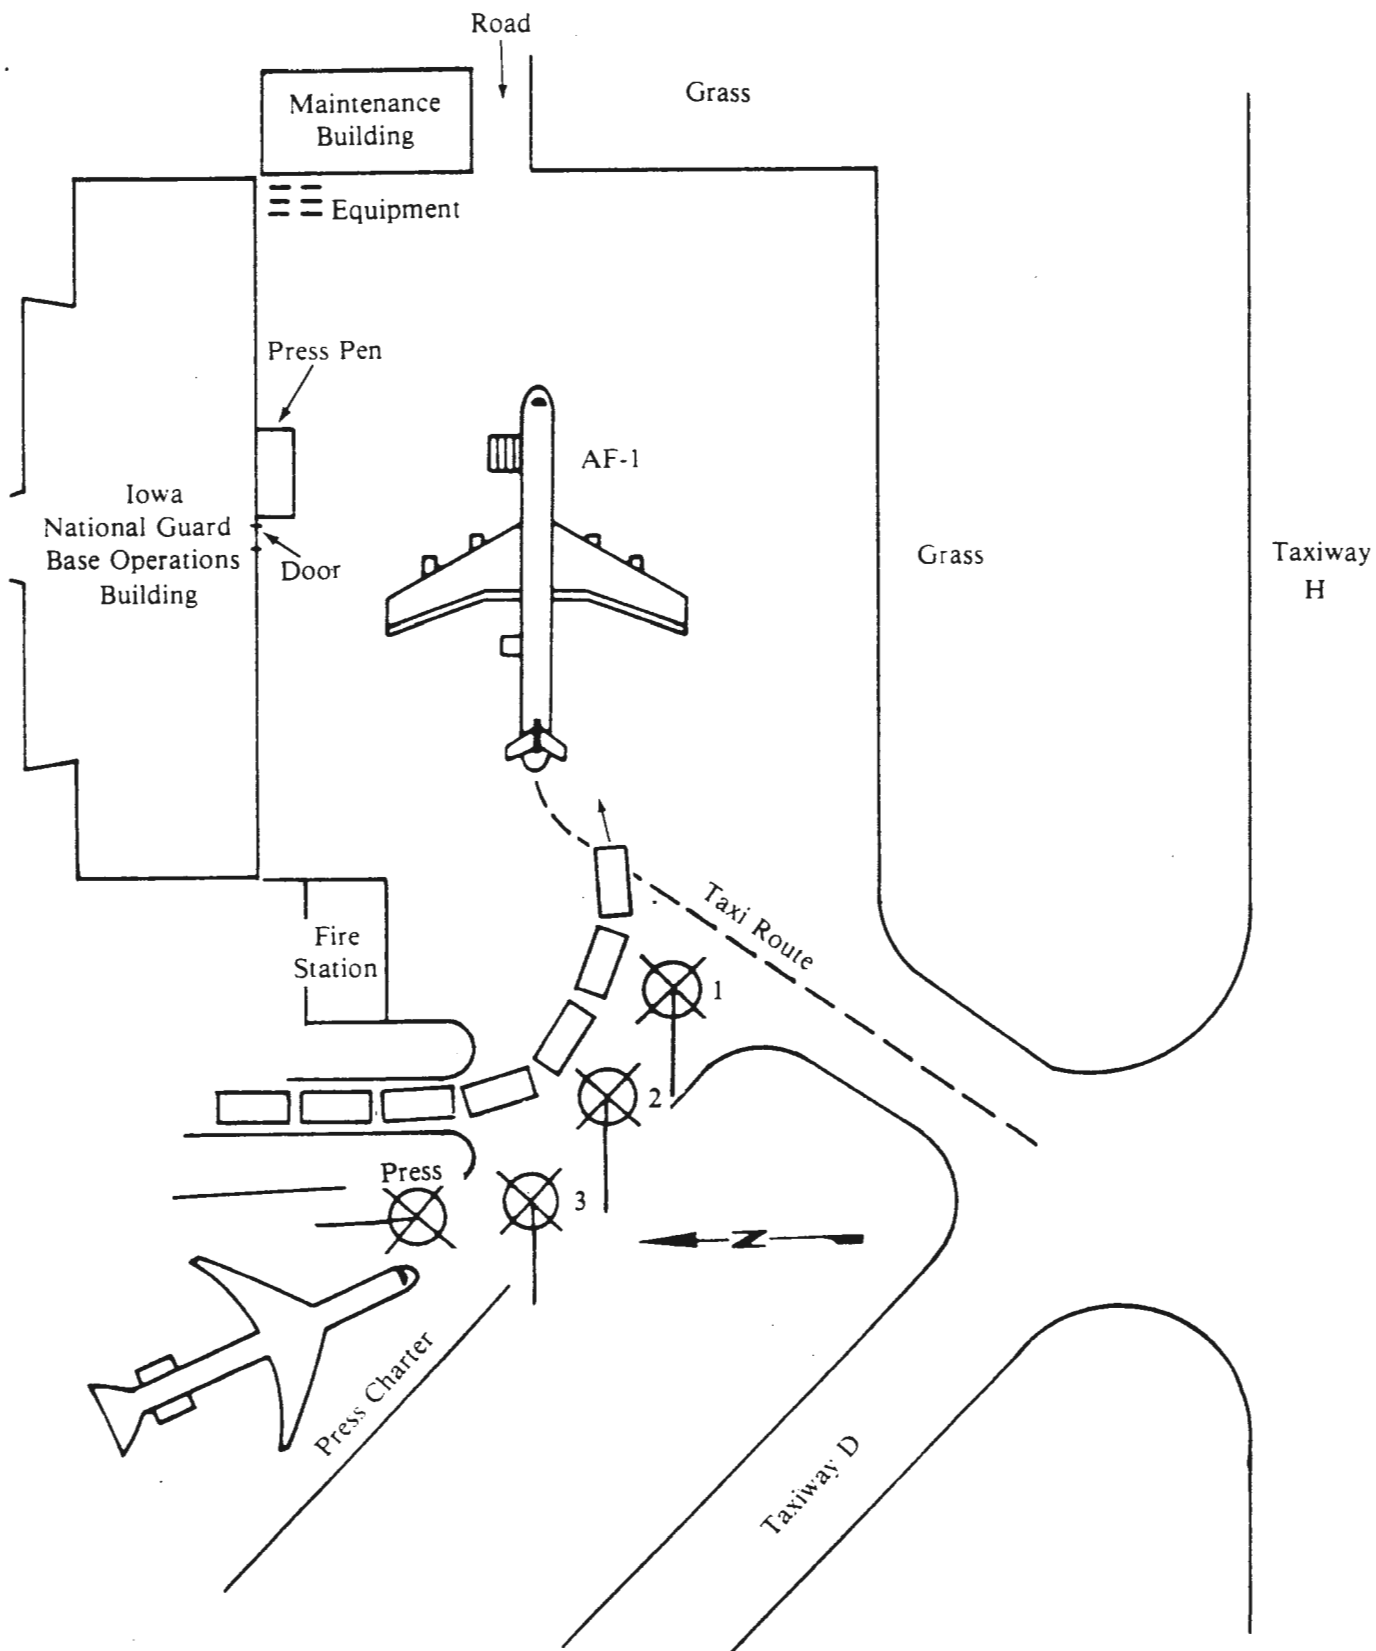 Road
Grass
Maintenance
Building
Equipment
Press Pen
AF-1
Iowa
National Guard
Base Operations
Building
Door
Grass
Taxiway
H
Taxi Route
Fire
Station
1
2
Press
3
N
Press Charter
Taxiway D